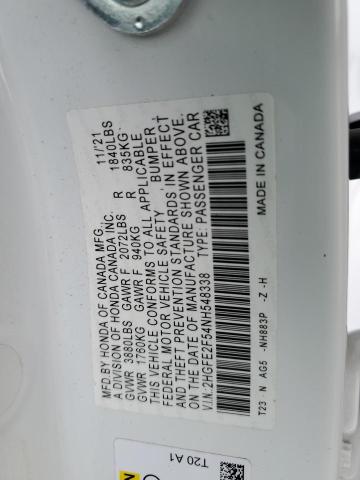 MFD BY HONDA OF CANADA MFG., 11/21
A DIVISION OF HONDA CANADA INC.
GVWR 3880LBS GAWR F 2072LBS R 1840LBS
GVWR 1760KG GAWR F 940KG R 835KG
THIS VEHICLE CONFORMS TO ALL APPLICABLE
FEDERAL MOTOR VEHICLE SAFETY, BUMPER,
AND THEFT PREVENTION STANDARDS IN EFFECT
ON THE DATE OF MANUFACTURE SHOWN ABOVE.
V.I.N.:2HGFE2F54NH548338 TYPE: PASSENGER CAR
MADE IN CANADA
T23 N AG5 -NH883P -Z -H
T20 A1